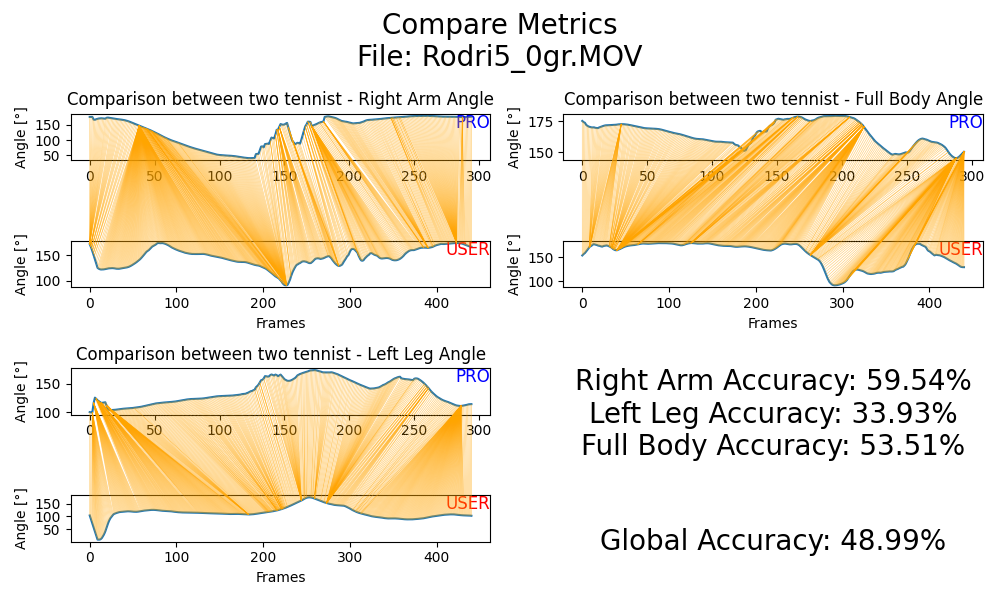 Compare Metrics
File: Rodri5_0gr.MOV
Comparison between two tennist - Right Arm Angle
Angle [°]
150
100
50
PRO
0 50 100 150 200 250 300
Angle [°]
150
100
USER
0 100 200 300 400
Frames
Comparison between two tennist - Full Body Angle
Angle [°]
175
150
PRO
0 50 100 150 200 250 300
Angle [°]
150
100
USER
0 100 200 300 400
Frames
Comparison between two tennist - Left Leg Angle
Angle [°]
150
100
PRO
0 50 100 150 200 250 300
Angle [°]
150
100
50
USER
0 100 200 300 400
Frames
Right Arm Accuracy: 59.54%
Left Leg Accuracy: 33.93%
Full Body Accuracy: 53.51%
Global Accuracy: 48.99%